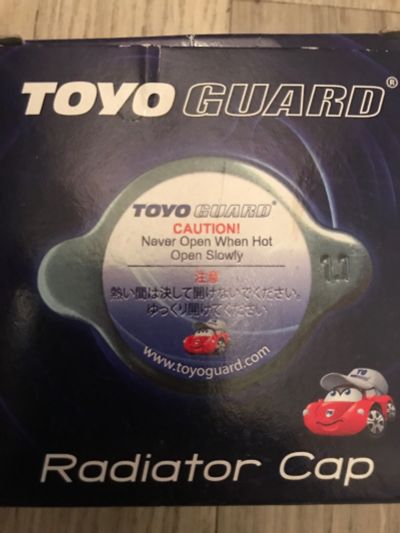 TOYO GUARD®
TOYO GUARD®
CAUTION!
Never Open When Hot
Open Slowly
1.1
注意
熱い間は決して開けないでください。
ゆっくり開けてください
www.toyoguard.com
TG
Radiator Cap